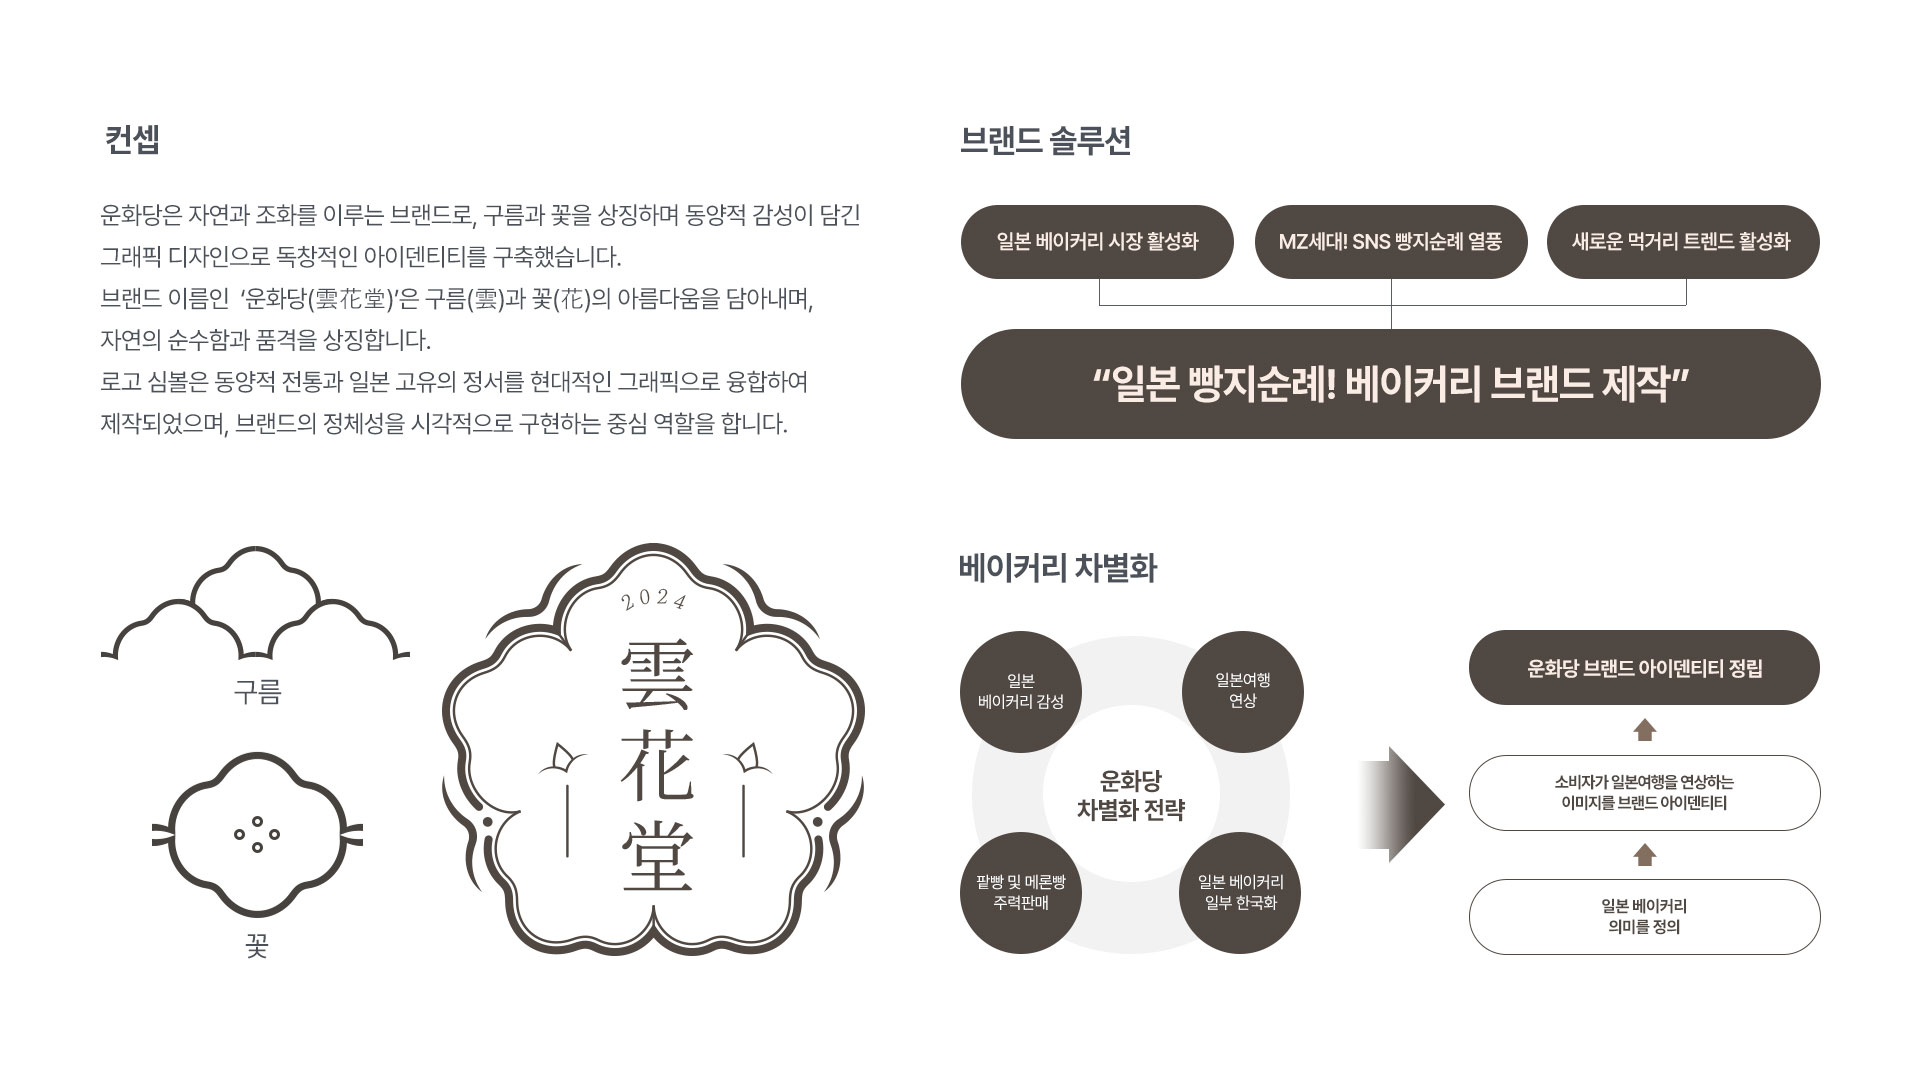 컨셉
운화당은 자연과 조화를 이루는 브랜드로, 구름과 꽃을 상징하며 동양적 감성이 담긴
그래픽 디자인으로 독창적인 아이덴티티를 구축했습니다.
브랜드 이름인 ‘운화당(雲花堂)’은 구름(雲)과 꽃(花)의 아름다움을 담아내며,
자연의 순수함과 품격을 상징합니다.
로고 심볼은 동양적 전통과 일본 고유의 정서를 현대적인 그래픽으로 융합하여
제작되었으며, 브랜드의 정체성을 시각적으로 구현하는 중심 역할을 합니다.
구름
꽃
2024
雲
花
堂
브랜드 솔루션
일본 베이커리 시장 활성화
MZ세대! SNS 빵지순례 열풍
새로운 먹거리 트렌드 활성화
“일본 빵지순례! 베이커리 브랜드 제작”
베이커리 차별화
일본
베이커리 감성
일본여행
연상
운화당
차별화 전략
팥빵 및 메론빵
주력판매
일본 베이커리
일부 한국화
운화당 브랜드 아이덴티티 정립
소비자가 일본여행을 연상하는
이미지를 브랜드 아이덴티티
일본 베이커리
의미를 정의